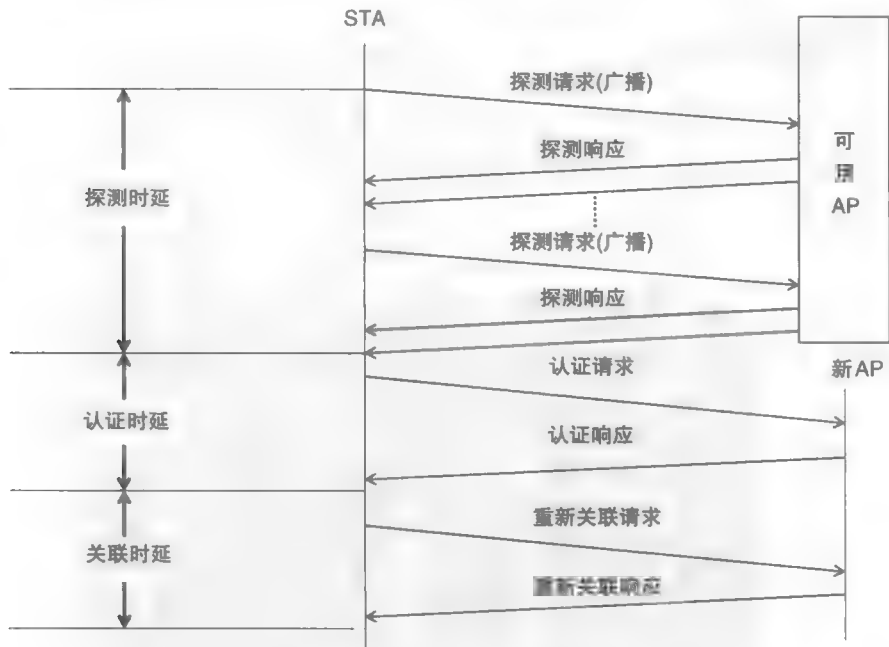 STA
探测请求(广播)
探测响应
可
用
AP
探测时延
探测请求(广播)
探测响应
新AP
认证请求
认证时延
认证响应
重新关联请求
关联时延
重新关联响应